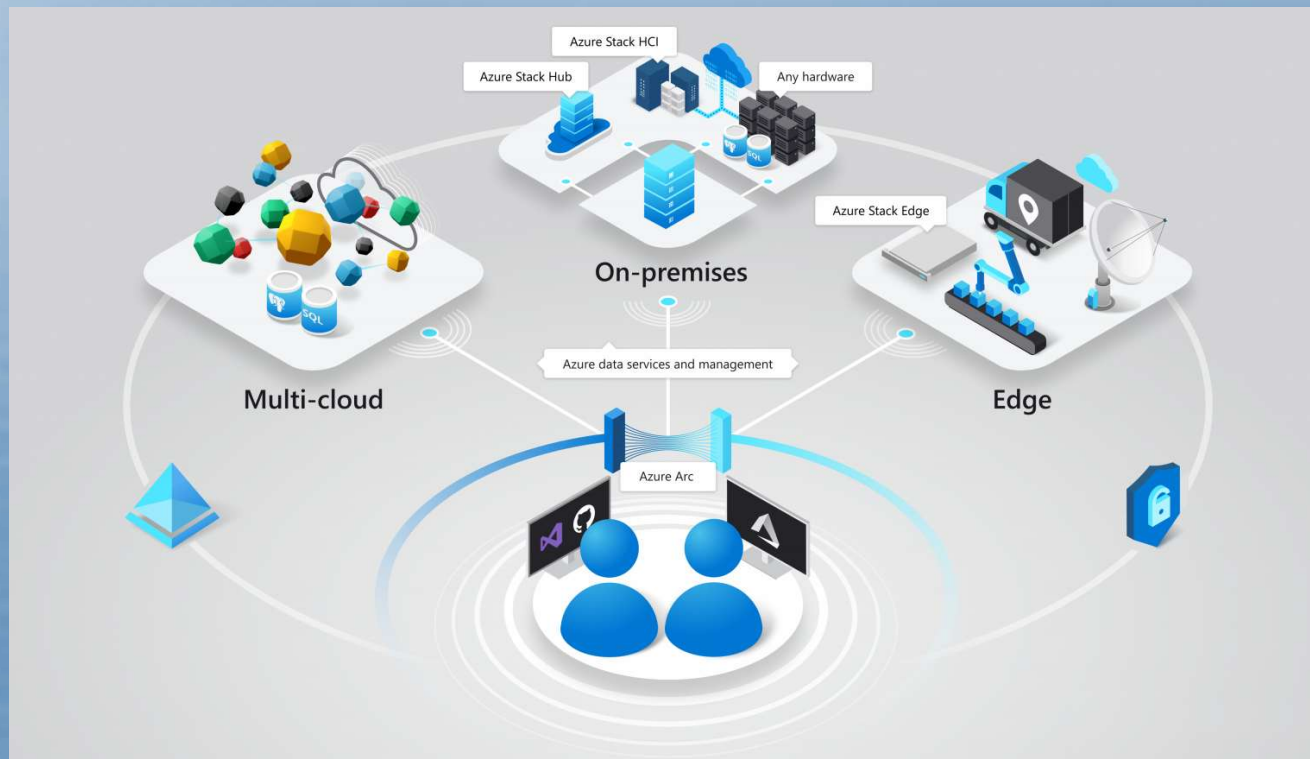 Azure Stack HCI
Azure Stack Hub
Any hardware
SQL
Azure Stack Edge
On-premises
SQL
Azure data services and management
Multi-cloud
Edge
Azure Arc